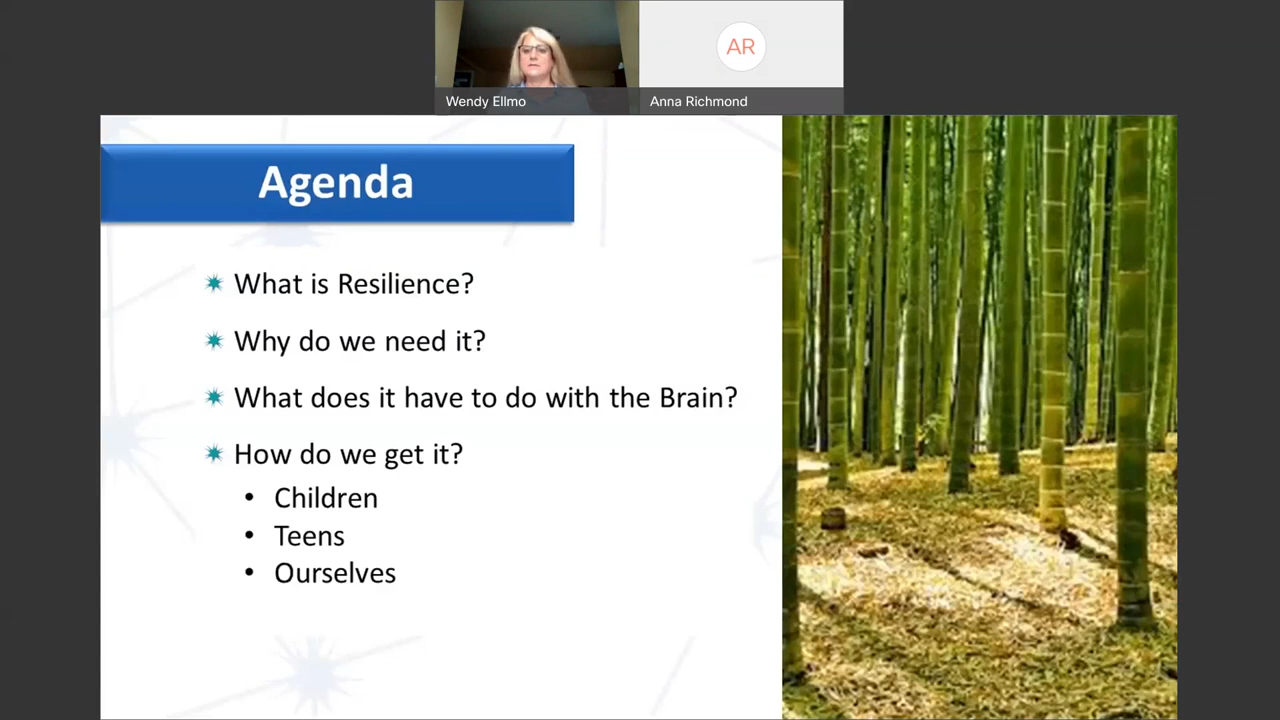 AR
Wendy Ellmo
Anna Richmond
Agenda
What is Resilience?
Why do we need it?
What does it have to do with the Brain?
How do we get it?
• Children
• Teens
• Ourselves